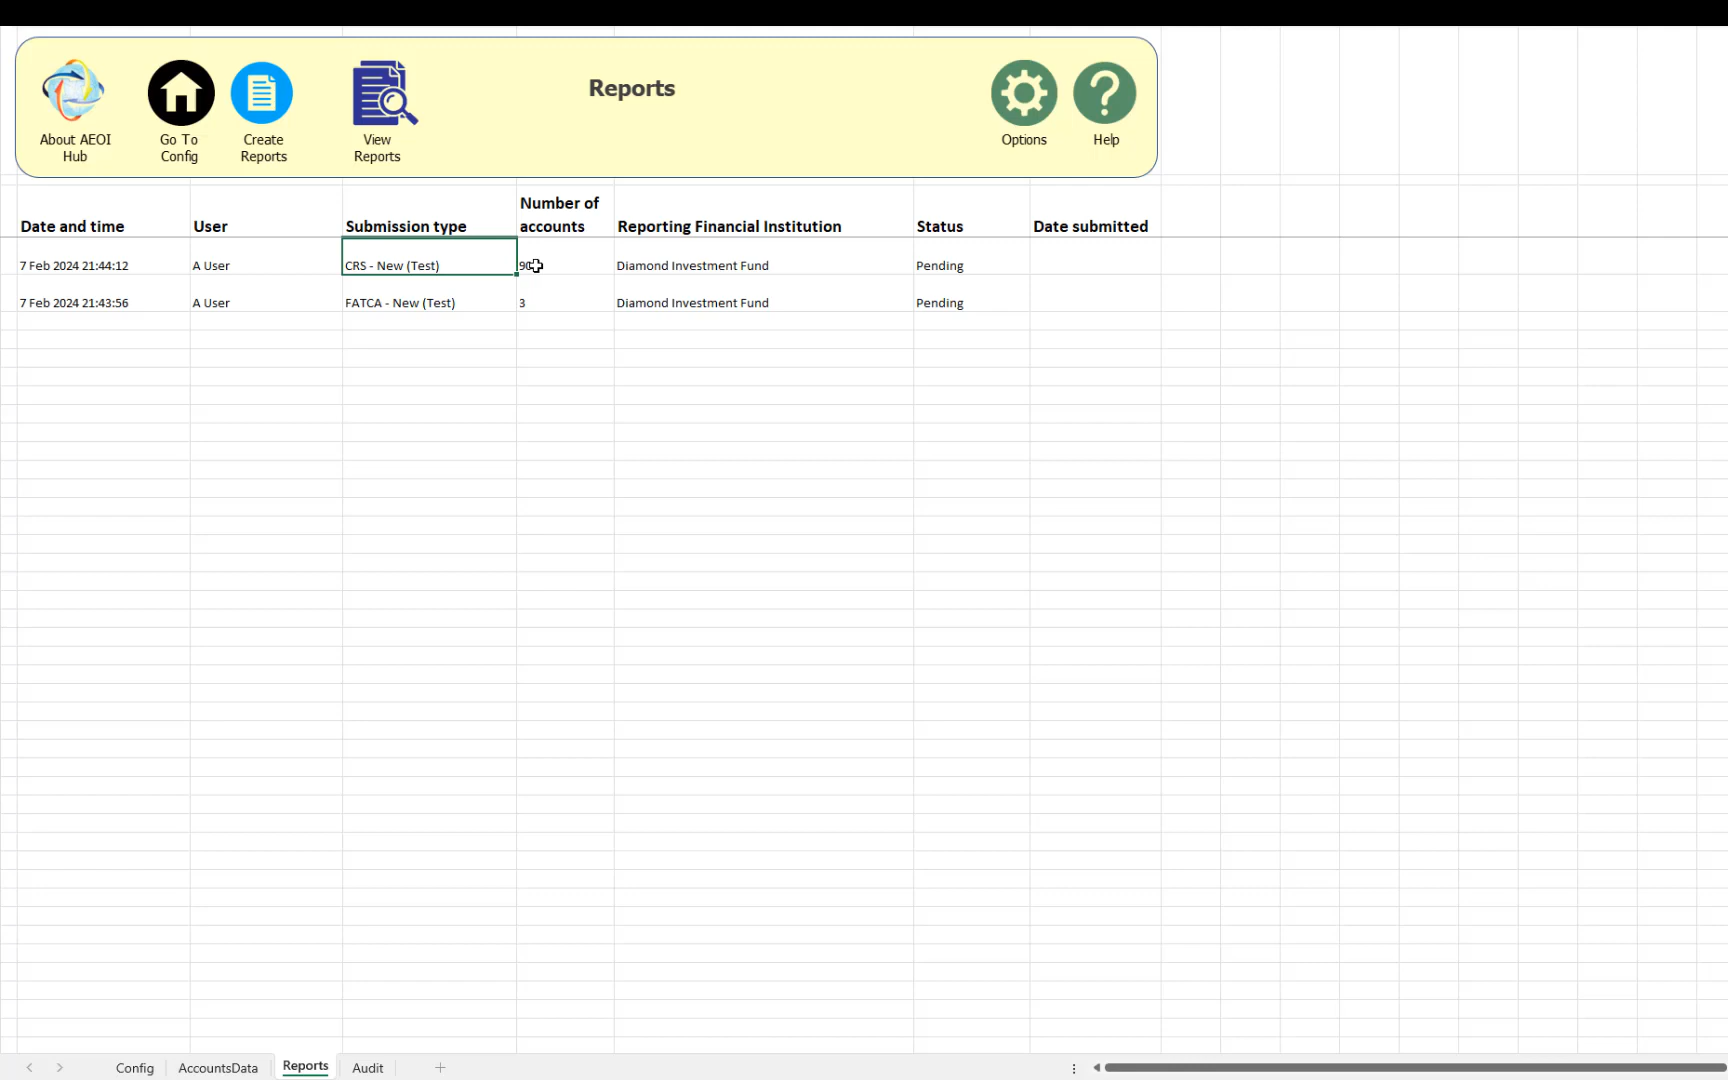 Reports
About AEOI
Hub
Go To
Config
Create
Reports
View
Reports
Options
Help
Date and time User Submission type Number of
accounts Reporting Financial Institution Status Date submitted
7 Feb 2024 21:44:12 A User CRS - New (Test) Diamond Investment Fund Pending
7 Feb 2024 21:43:56 A User FATCA - New (Test) 3 Diamond Investment Fund Pending
Config AccountsData Reports Audit